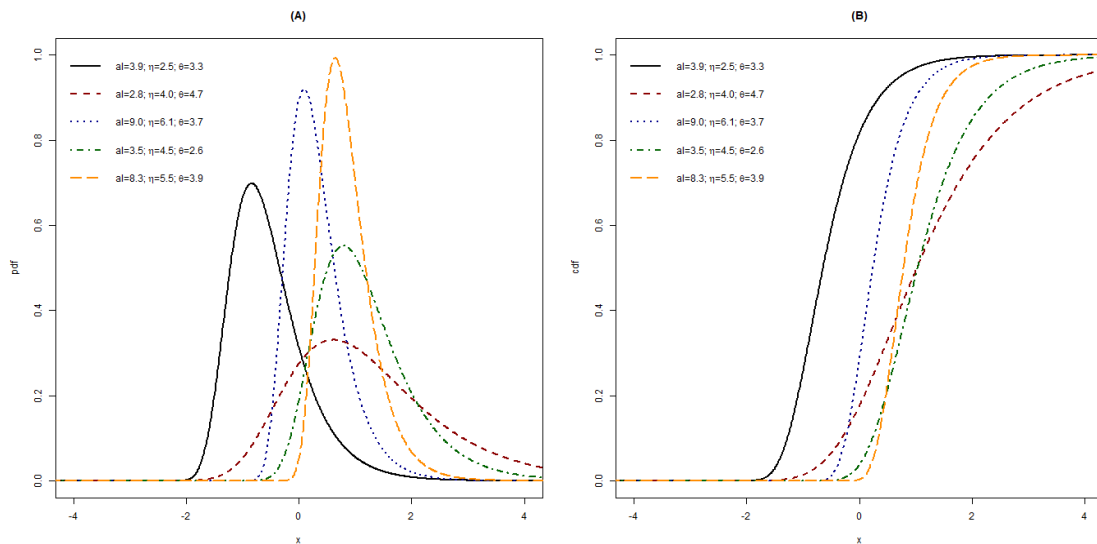 (A)
al=3.9; η=2.5; θ=3.3
al=2.8; η=4.0; θ=4.7
al=9.0; η=6.1; θ=3.7
al=3.5; η=4.5; θ=2.6
al=8.3; η=5.5; θ=3.9
pdf
1.0
0.8
0.6
0.4
0.2
0.0
-4 -2 0 2 4
x
(B)
al=3.9; η=2.5; θ=3.3
al=2.8; η=4.0; θ=4.7
al=9.0; η=6.1; θ=3.7
al=3.5; η=4.5; θ=2.6
al=8.3; η=5.5; θ=3.9
cdf
1.0
0.8
0.6
0.4
0.2
0.0
-4 -2 0 2 4
x